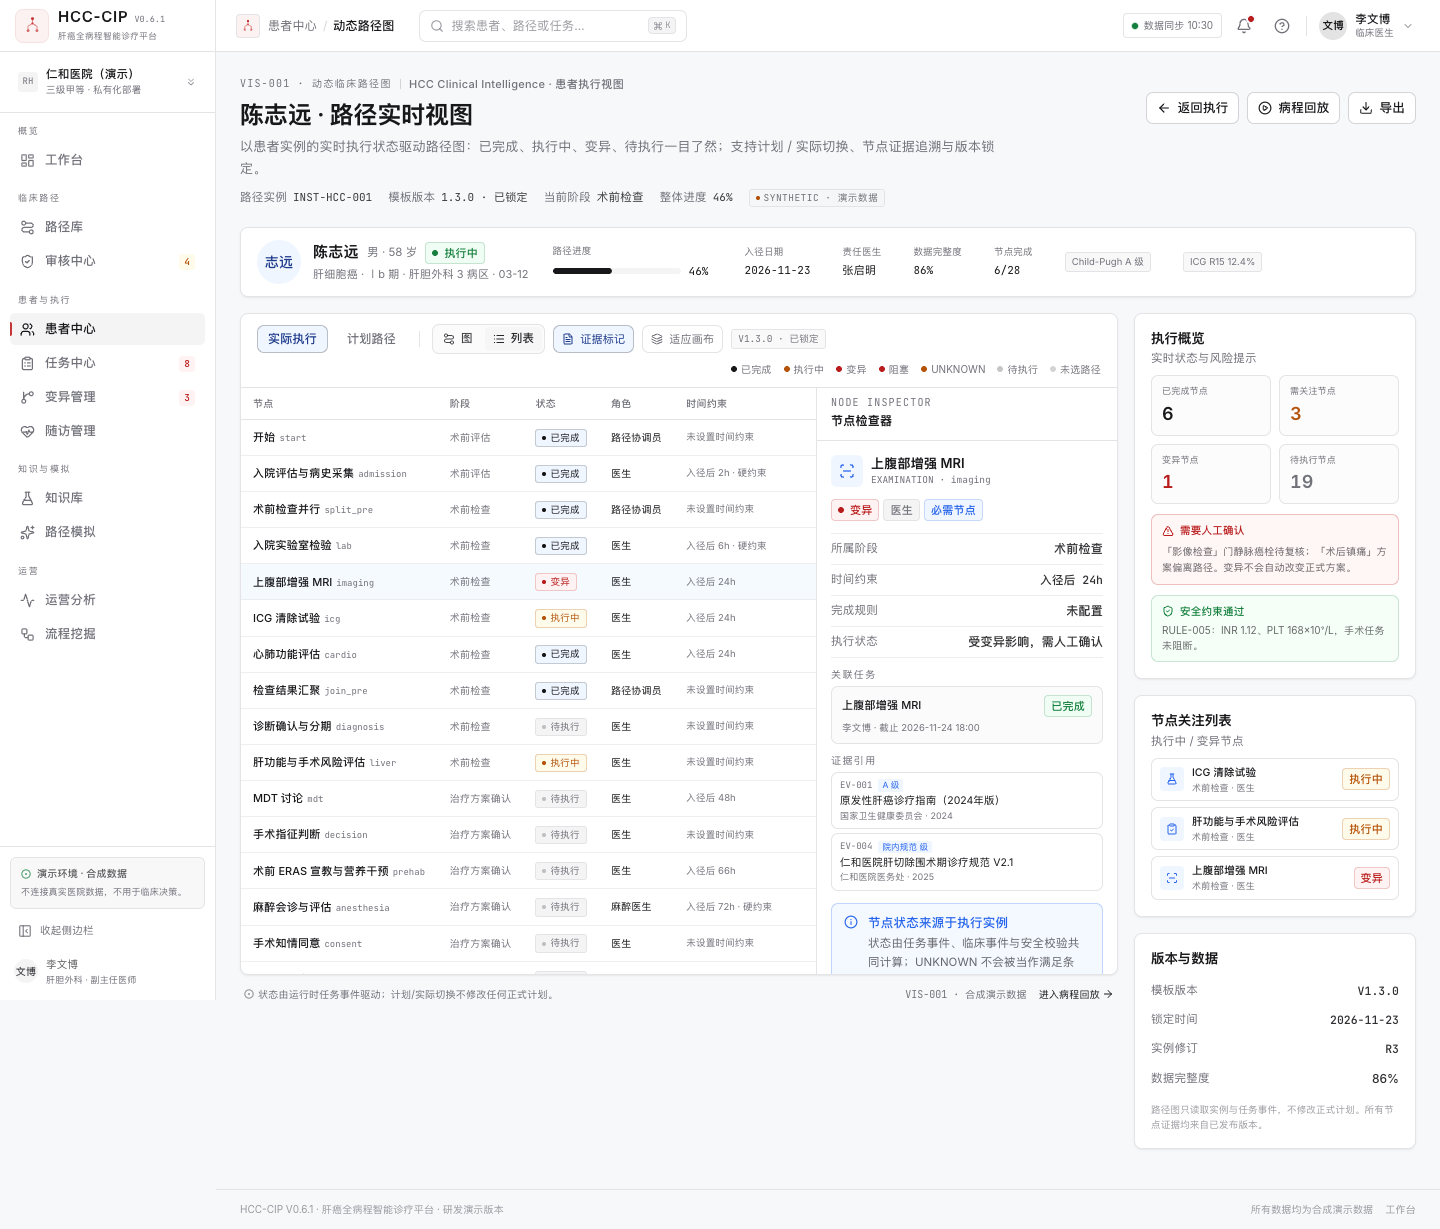 HCC-CIP V0.6.1
肝癌全病程智能诊疗平台
患者中心 / 动态路径图
搜索患者、路径或任务...
⌘ K
数据同步 10:30
文博
李文博
临床医生
RH
仁和医院（演示）
三级甲等 · 私有化部署
概览
工作台
临床路径
路径库
审核中心 4
患者与执行
患者中心
任务中心 8
变异管理 3
随访管理
知识与模拟
知识库
路径模拟
运营
运营分析
流程挖掘
演示环境 · 合成数据
不连接真实医院数据，不用于临床决策。
收起侧边栏
文博
李文博
肝胆外科 · 副主任医师
VIS-001 · 动态临床路径图 | HCC Clinical Intelligence · 患者执行视图
陈志远 · 路径实时视图
返回执行
病程回放
导出
以患者实例的实时执行状态驱动路径图：已完成、执行中、变异、待执行一目了然；支持计划 / 实际切换、节点证据追溯与版本锁
定。
路径实例 INST-HCC-001 模板版本 1.3.0 · 已锁定 当前阶段 术前检查 整体进度 46% SYNTHETIC · 演示数据
志远
陈志远 男 · 58 岁 执行中
肝细胞癌 · Ⅰb 期 · 肝胆外科 3 病区 · 03-12
路径进度
46%
入径日期
2026-11-23
责任医生
张启明
数据完整度
86%
节点完成
6/28
Child-Pugh A 级
ICG R15 12.4%
实际执行 计划路径 图 列表 证据标记 适应画布 V1.3.0 · 已锁定
已完成 执行中 变异 阻塞 UNKNOWN 待执行 未选路径
节点 阶段 状态 角色 时间约束
开始 start 术前评估 已完成 路径协调员 未设置时间约束
入院评估与病史采集 admission 术前评估 已完成 医生 入径后 2h · 硬约束
术前检查并行 split_pre 术前检查 已完成 路径协调员 未设置时间约束
入院实验室检验 lab 术前检查 已完成 医生 入径后 6h · 硬约束
上腹部增强 MRI imaging 术前检查 变异 医生 入径后 24h
ICG 清除试验 icg 术前检查 执行中 医生 入径后 24h
心肺功能评估 cardio 术前检查 已完成 医生 入径后 24h
检查结果汇聚 join_pre 术前检查 已完成 路径协调员 未设置时间约束
诊断确认与分期 diagnosis 术前检查 待执行 医生 未设置时间约束
肝功能与手术风险评估 liver 术前检查 执行中 医生 未设置时间约束
MDT 讨论 mdt 治疗方案确认 待执行 医生 入径后 48h
手术指征判断 decision 治疗方案确认 待执行 医生 未设置时间约束
术前 ERAS 宣教与营养干预 prehab 治疗方案确认 待执行 医生 入径后 66h
麻醉会诊与评估 anesthesia 治疗方案确认 待执行 麻醉医生 入径后 72h · 硬约束
手术知情同意 consent 治疗方案确认 待执行 医生 未设置时间约束
NODE INSPECTOR
节点检查器
上腹部增强 MRI
EXAMINATION · imaging
变异 医生 必需节点
所属阶段 术前检查
时间约束 入径后 24h
完成规则 未配置
执行状态 受变异影响，需人工确认
关联任务
上腹部增强 MRI 已完成
李文博 · 截止 2026-11-24 18:00
证据引用
EV-001 A 级
原发性肝癌诊疗指南（2024年版）
国家卫生健康委员会 · 2024
EV-004 院内规范 级
仁和医院肝切除围术期诊疗规范 V2.1
仁和医院医务处 · 2025
节点状态来源于执行实例
状态由任务事件、临床事件与安全校验共
同计算；UNKNOWN 不会被当作满足条
状态由运行时任务事件驱动；计划/实际切换不修改任何正式计划。
VIS-001 · 合成演示数据 进入病程回放
执行概览
实时状态与风险提示
已完成节点
6
需关注节点
3
变异节点
1
待执行节点
19
需要人工确认
「影像检查」门静脉癌栓待复核；「术后镇痛」方
案偏离路径。变异不会自动改变正式方案。
安全约束通过
RULE-005：INR 1.12、PLT 168×10⁹/L，手术任务
未阻断。
节点关注列表
执行中 / 变异节点
ICG 清除试验
术前检查 · 医生
执行中
肝功能与手术风险评估
术前检查 · 医生
执行中
上腹部增强 MRI
术前检查 · 医生
变异
版本与数据
模板版本 V1.3.0
锁定时间 2026-11-23
实例修订 R3
数据完整度 86%
路径图只读取实例与任务事件，不修改正式计划。所有节
点证据均来自已发布版本。
HCC-CIP V0.6.1 · 肝癌全病程智能诊疗平台 · 研发演示版本
所有数据均为合成演示数据 工作台